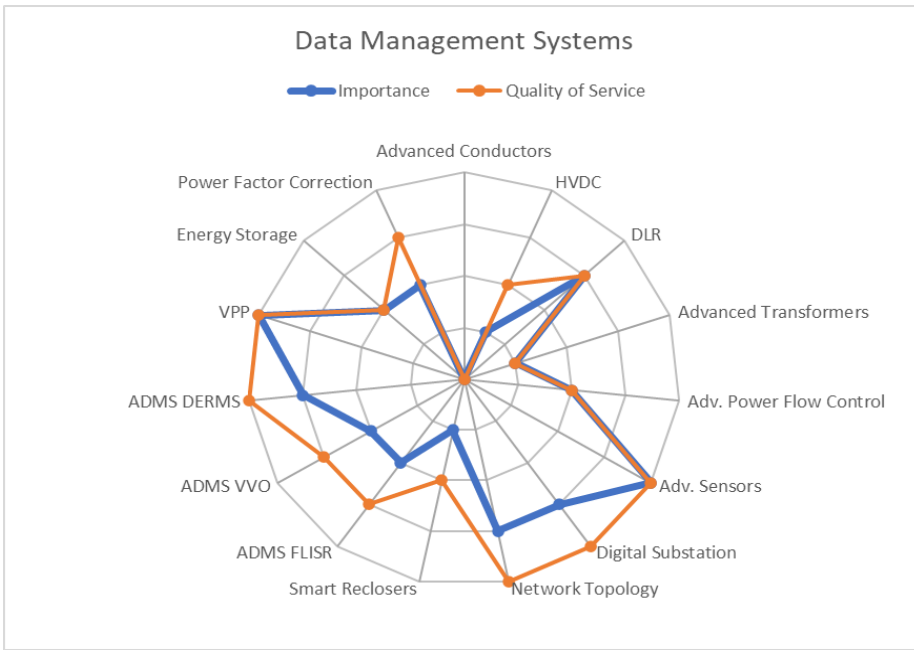 Data Management Systems
Importance
Quality of Service
Advanced Conductors
HVDC
DLR
Advanced Transformers
Adv. Power Flow Control
Adv. Sensors
Digital Substation
Network Topology
Smart Reclosers
ADMS FLISR
ADMS VVO
ADMS DERMS
VPP
Energy Storage
Power Factor Correction